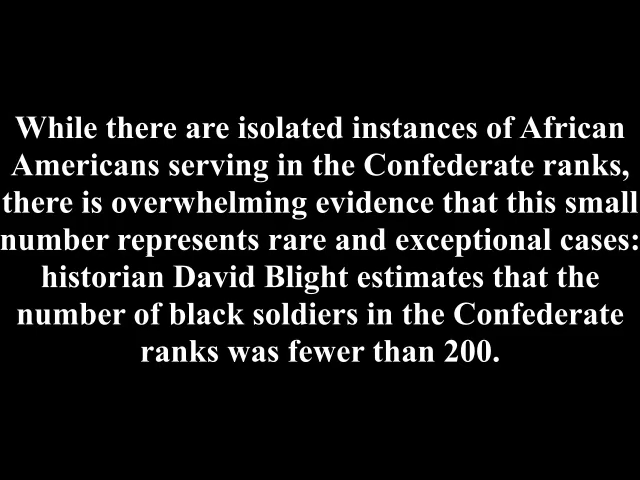 While there are isolated instances of African
Americans serving in the Confederate ranks,
there is overwhelming evidence that this small
number represents rare and exceptional cases:
historian David Blight estimates that the
number of black soldiers in the Confederate
ranks was fewer than 200.